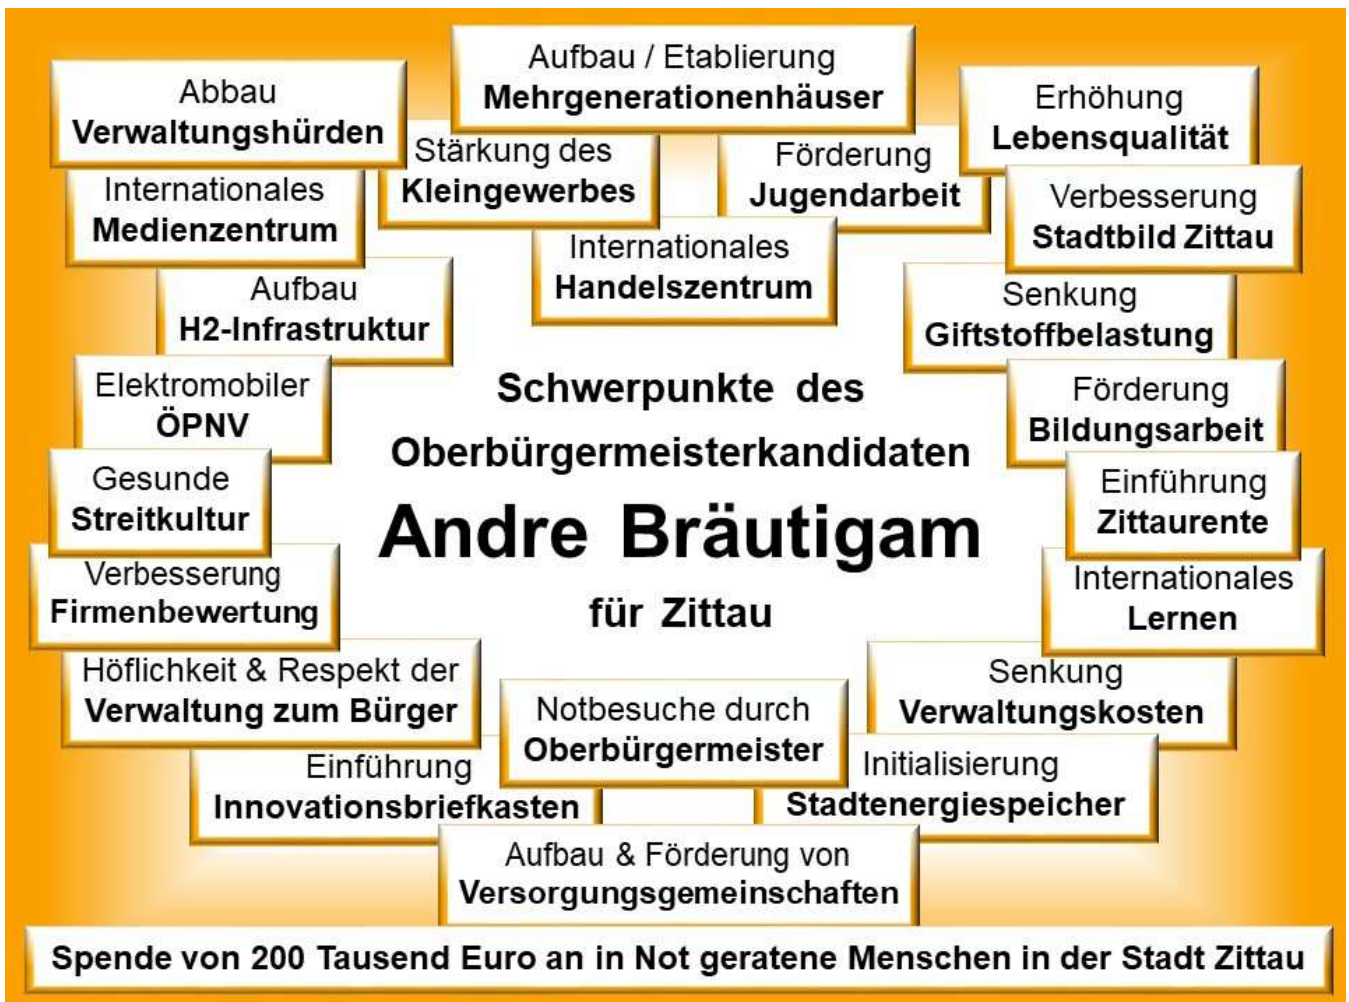 Aufbau / Etablierung
Mehrgenerationenhäuser
Abbau
Verwaltungshürden
Erhöhung
Lebensqualität
Stärkung des
Kleingewerbes
Förderung
Jugendarbeit
Internationales
Medienzentrum
Verbesserung
Stadtbild Zittau
Internationales
Handelszentrum
Aufbau
H2-Infrastruktur
Senkung
Giftstoffbelastung
Elektromobiler
ÖPNV
Förderung
Bildungsarbeit
Schwerpunkte des
Oberbürgermeisterkandidaten
Andre Bräutigam
für Zittau
Gesunde
Streitkultur
Einführung
Zittaurente
Verbesserung
Firmenbewertung
Internationales
Lernen
Höflichkeit & Respekt der
Verwaltung zum Bürger
Notbesuche durch
Oberbürgermeister
Senkung
Verwaltungskosten
Einführung
Innovationsbriefkasten
Initialisierung
Stadtenergiespeicher
Aufbau & Förderung von
Versorgungsgemeinschaften
Spende von 200 Tausend Euro an in Not geratene Menschen in der Stadt Zittau